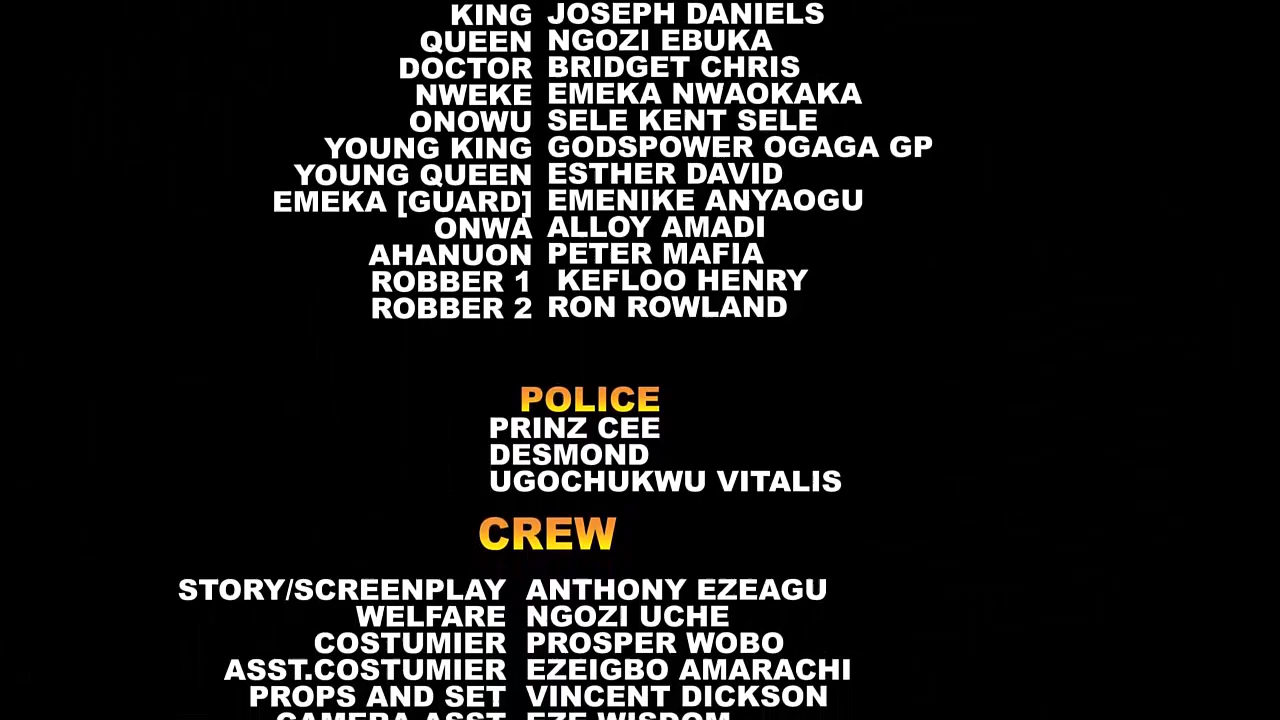 KING JOSEPH DANIELS
QUEEN NGOZI EBUKA
DOCTOR BRIDGET CHRIS
NWEKE EMEKA NWAOKAKA
ONOWU SELE KENT SELE
YOUNG KING GODSPOWER OGAGA GP
YOUNG QUEEN ESTHER DAVID
EMEKA [GUARD] EMENIKE ANYAOGU
ONWA ALLOY AMADI
AHANUON PETER MAFIA
ROBBER 1 KEFLOO HENRY
ROBBER 2 RON ROWLAND
POLICE
PRINZ CEE
DESMOND
UGOCHUKWU VITALIS
CREW
STORY/SCREENPLAY ANTHONY EZEAGU
WELFARE NGOZI UCHE
COSTUMIER PROSPER WOBO
ASST.COSTUMIER EZEIGBO AMARACHI
PROPS AND SET VINCENT DICKSON
CAMERA ASST EZE WISDOM